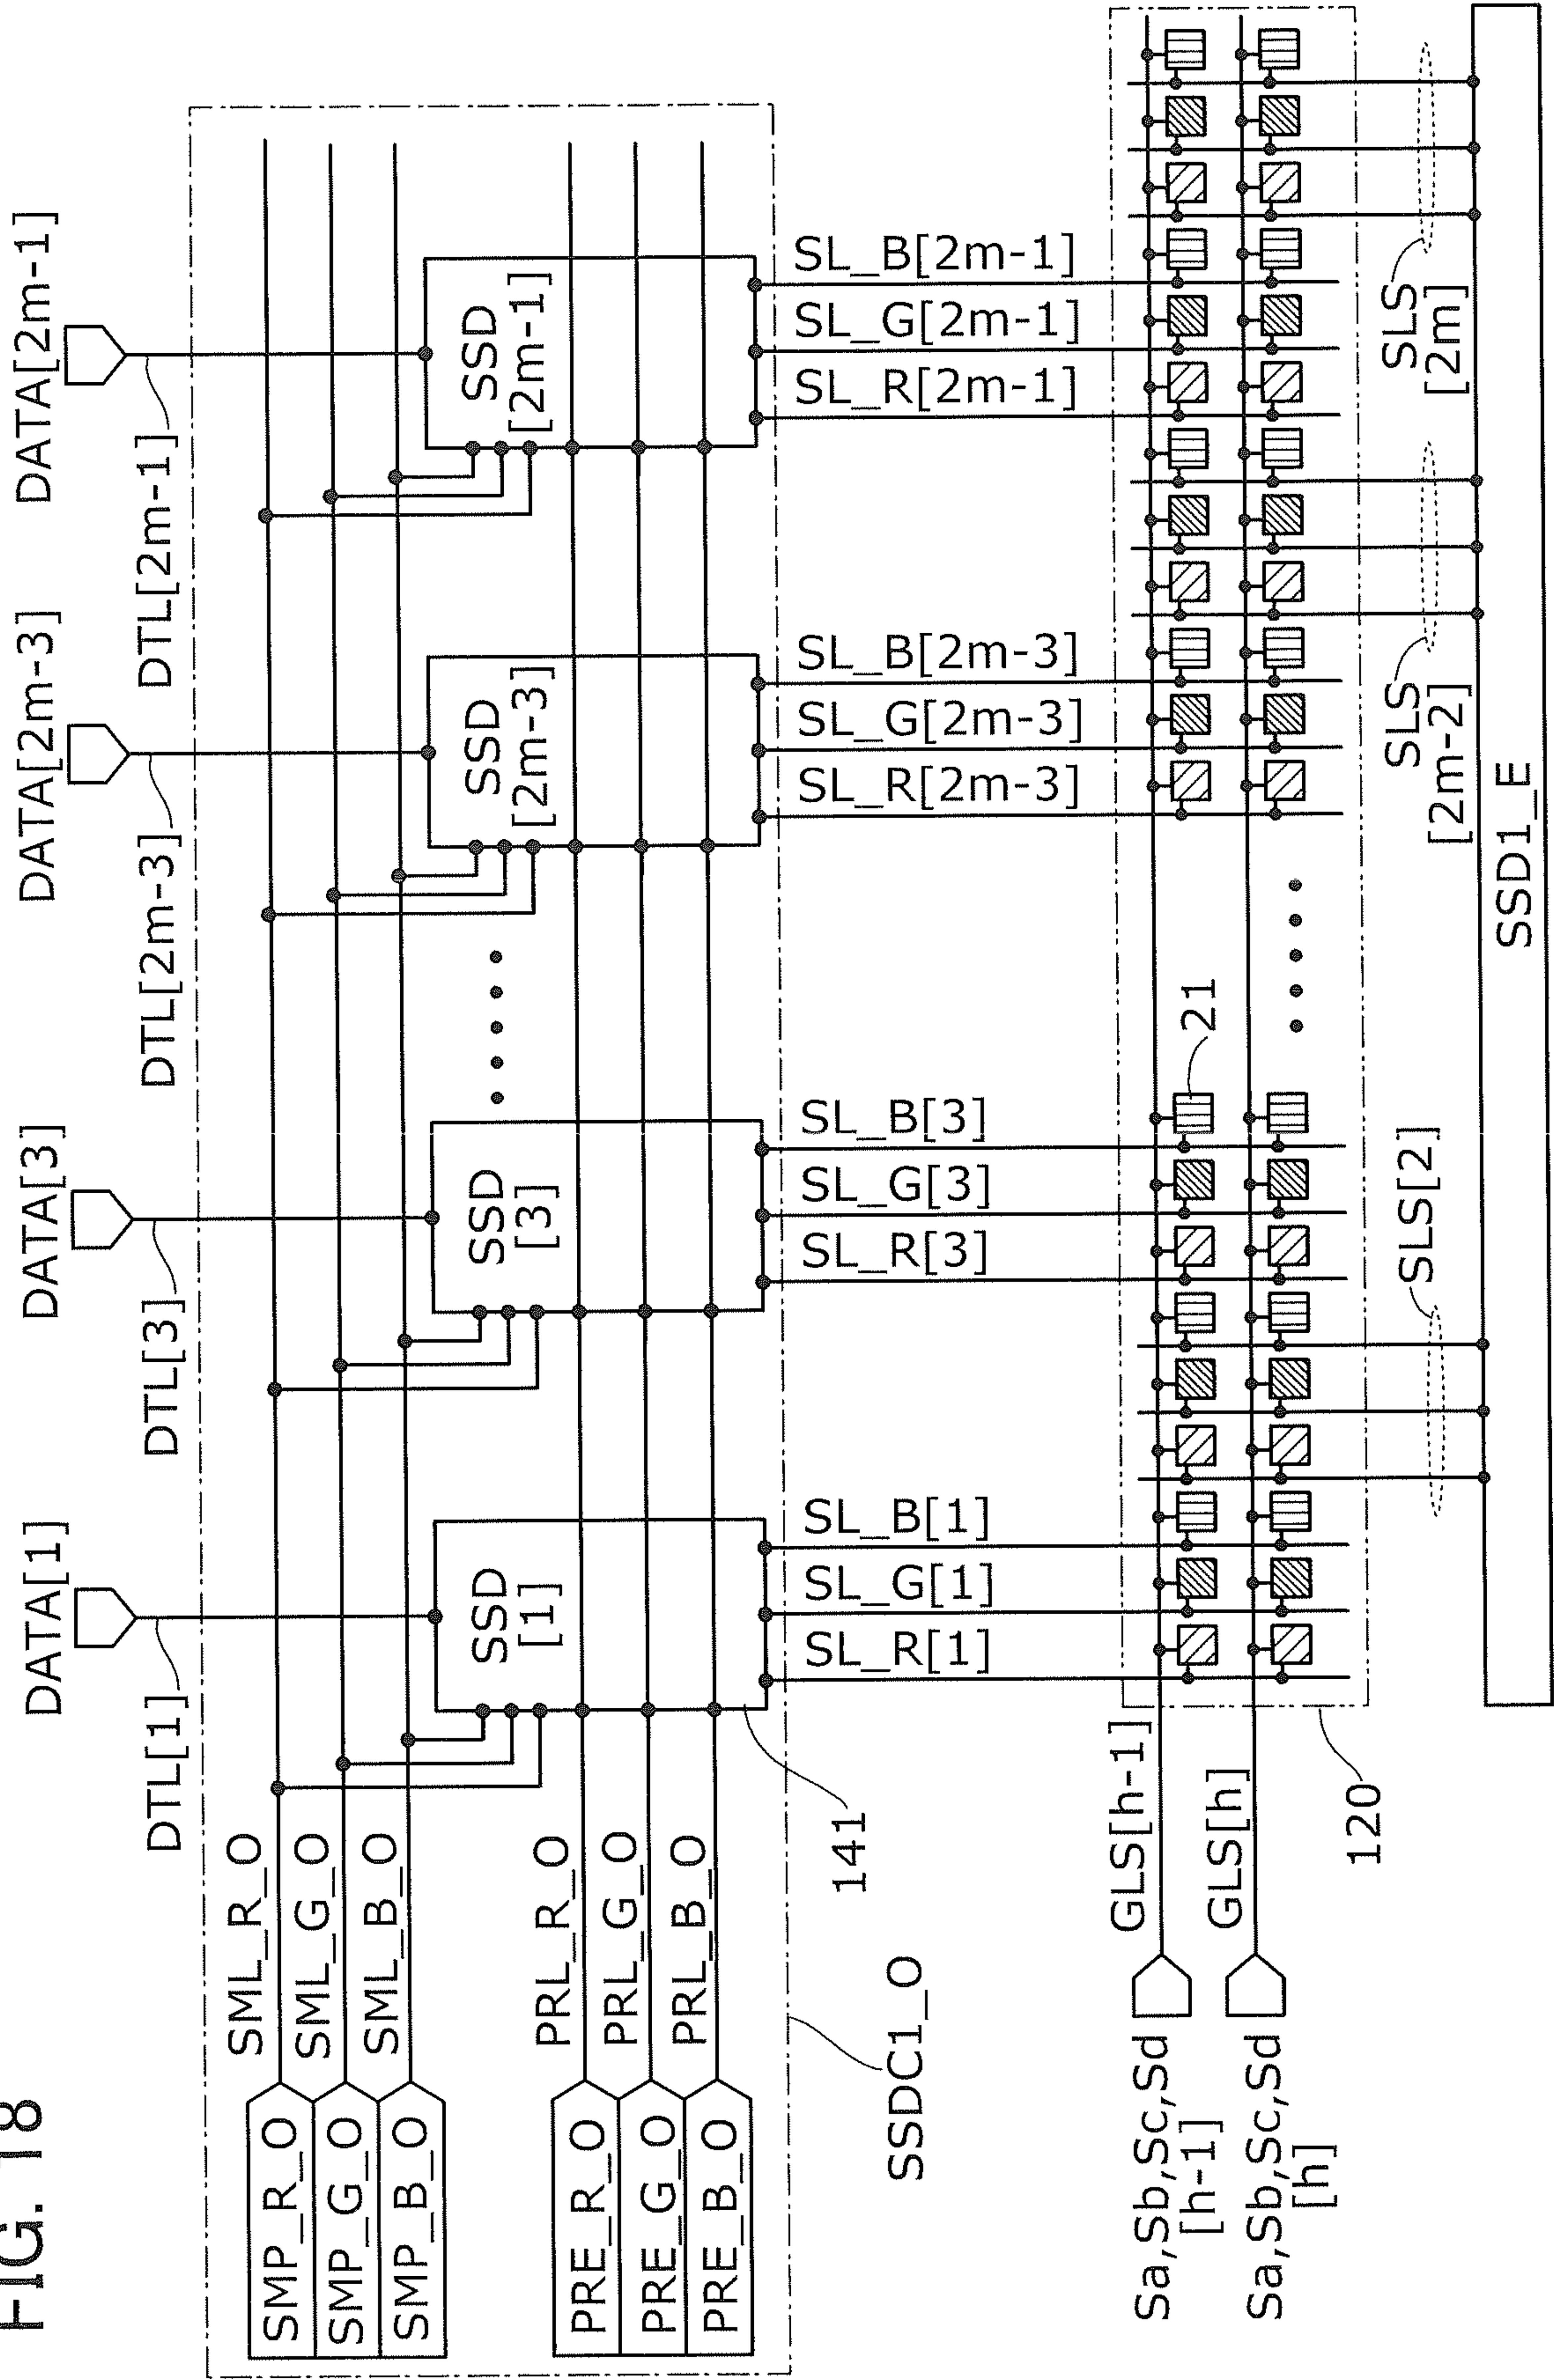 FIG. 18
DATA[1]
DATA[3]
DATA[2m-3]
DATA[2m-1]
DTL[1]
DTL[3]
DTL[2m-3]
DTL[2m-1]
SMP_R_O
SML_R_O
SMP_G_O
SML_G_O
SMP_B_O
SML_B_O
SSD
[1]
SSD
[3]
SSD
[2m-3]
SSD
[2m-1]
PRE_R_O
PRL_R_O
PRE_G_O
PRL_G_O
PRE_B_O
PRL_B_O
141
SSDC1_O
SL_R[1]
SL_G[1]
SL_B[1]
SL_R[3]
SL_G[3]
SL_B[3]
SL_R[2m-3]
SL_G[2m-3]
SL_B[2m-3]
SL_R[2m-1]
SL_G[2m-1]
SL_B[2m-1]
21
Sa,Sb,Sc,Sd
[h-1]
GLS[h-1]
Sa,Sb,Sc,Sd
[h]
GLS[h]
120
SLS[2]
SLS
[2m-2]
SLS
[2m]
SSD1_E